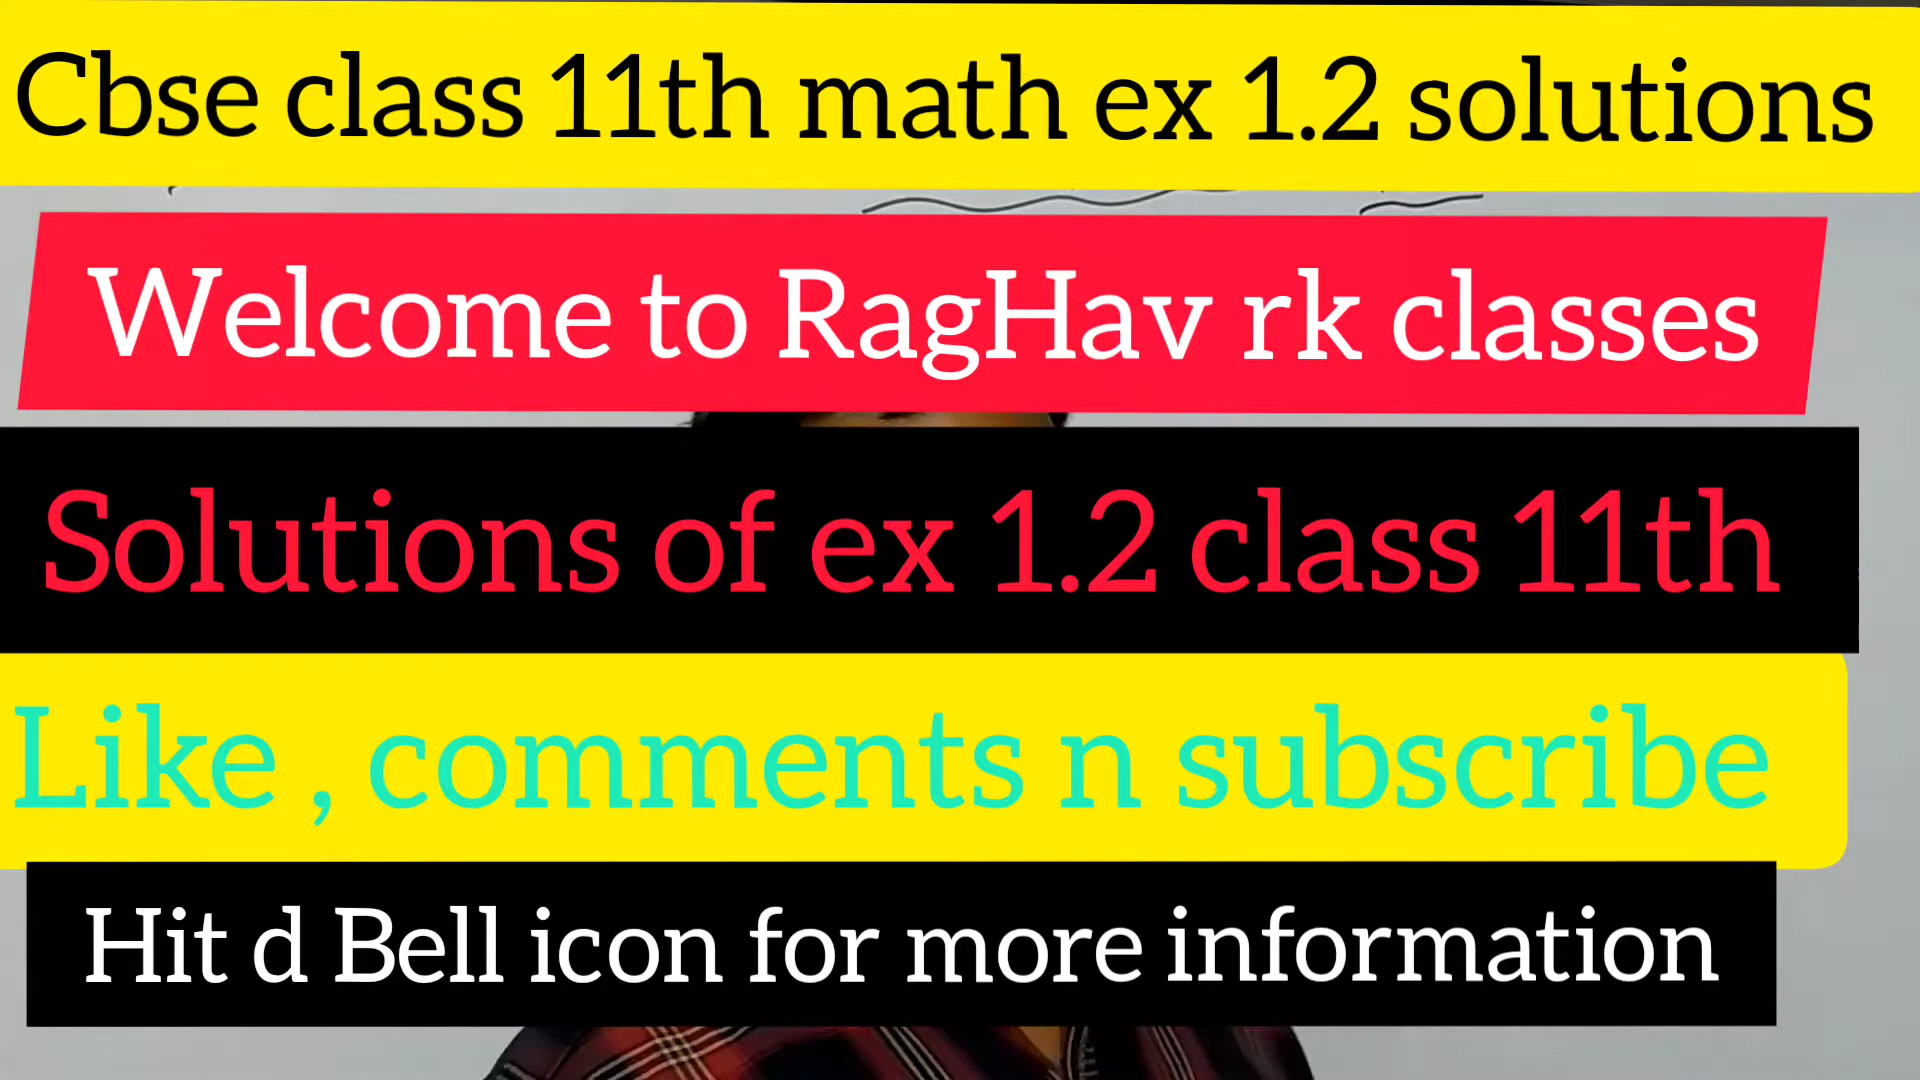 Cbse class 11th math ex 1.2 solutions
Welcome to RagHav rk classes
Solutions of ex 1.2 class 11th
Like , comments n subscribe
Hit d Bell icon for more information